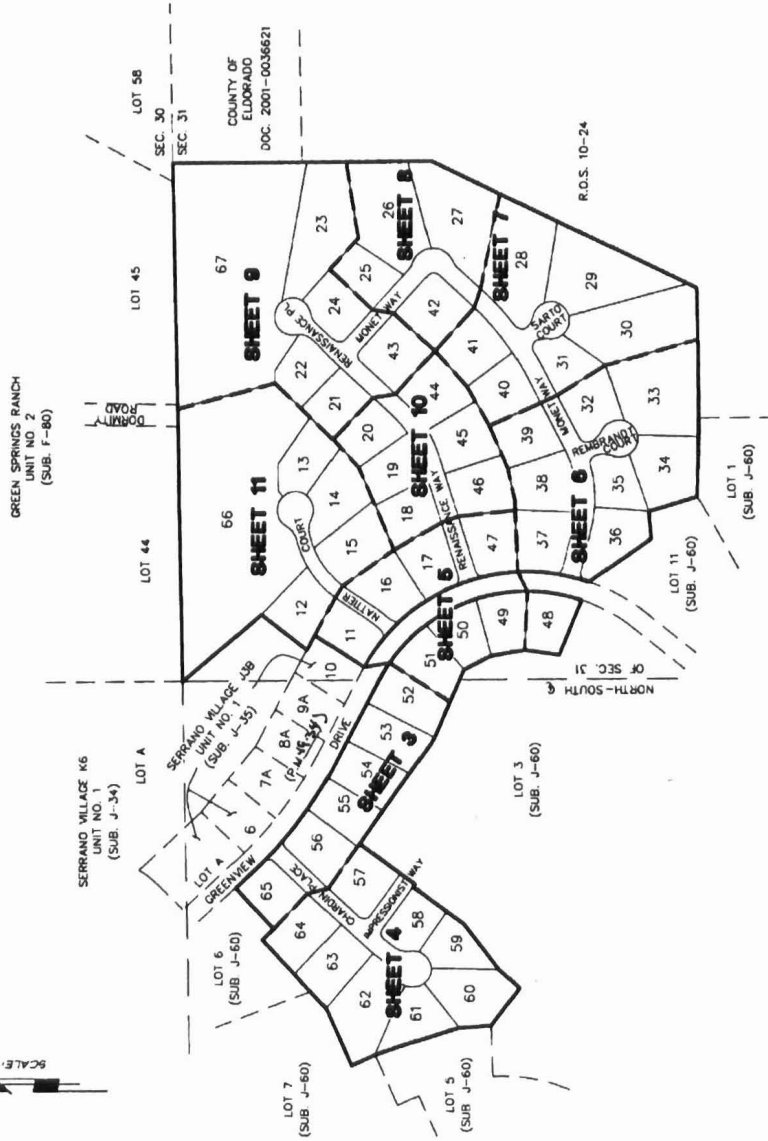 SCALE:
GREEN SPRINGS RANCH
UNIT NO. 2
(SUB. F-80)
SERRANO VILLAGE K6
UNIT NO. 1
(SUB. J-34)
LOT A
LOT 44
DORMITY
ROAD
LOT 45
LOT 58
SEC. 30
SEC. 31
COUNTY OF
ELDORADO
DOC. 2001-0036621
SERRANO VILLAGE J3B
UNIT NO. 1
(SUB. J-35)
LOT A
6
7A
8A
9A
10
GREENVIEW
DRIVE
LOT 6
(SUB. J-60)
LOT 7
(SUB. J-60)
LOT 5
(SUB. J-60)
LOT 3
(SUB. J-60)
NORTH-SOUTH ℄
OF SEC. 31
LOT 11
(SUB. J-60)
LOT 1
(SUB. J-60)
R.O.S. 10-24
SHEET 3
52
53
54
55
56
65
CHARDIN PLACE
IMPRESSIONIST WAY
SHEET 4
57
58
59
60
61
62
63
64
SHEET 5
11
16
17
47
49
50
51
NATTIER
COURT
RENAISSANCE WAY
SHEET 6
32
33
34
35
36
37
38
39
48
REMBRANDT
COURT
MONET WAY
SHEET 7
28
29
30
31
40
41
SARTO
COURT
SHEET 8
25
26
27
42
MONET WAY
SHEET 9
67
22
21
23
24
43
RENAISSANCE PL
SHEET 10
18
19
20
44
45
46
SHEET 11
66
12
13
14
15